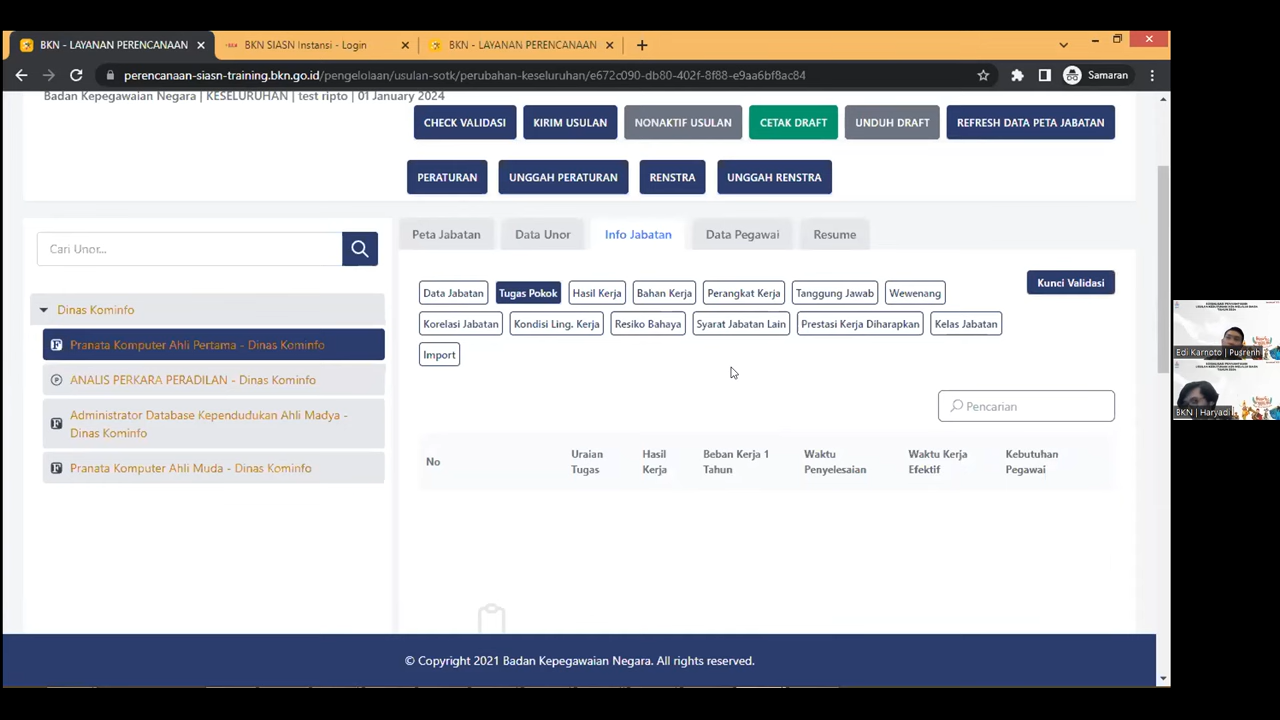 BKN - LAYANAN PERENCANAAN
BKN SIASN Instansi - Login
BKN - LAYANAN PERENCANAAN
perencanaan-siasn-training.bkn.go.id/pengelolaan/usulan-sotk/perubahan-keseluruhan/e672c090-db80-402f-8f88-e9aa6bf8ac84
Samaran
Badan Kepegawaian Negara | KESELURUHAN | test ripto | 01 January 2024
CHECK VALIDASI
KIRIM USULAN
NONAKTIF USULAN
CETAK DRAFT
UNDUH DRAFT
REFRESH DATA PETA JABATAN
PERATURAN
UNGGAH PERATURAN
RENSTRA
UNGGAH RENSTRA
Cari Unor...
Dinas Kominfo
Pranata Komputer Ahli Pertama - Dinas Kominfo
ANALIS PERKARA PERADILAN - Dinas Kominfo
Administrator Database Kependudukan Ahli Madya -
Dinas Kominfo
Pranata Komputer Ahli Muda - Dinas Kominfo
Peta Jabatan
Data Unor
Info Jabatan
Data Pegawai
Resume
Kunci Validasi
Data Jabatan
Tugas Pokok
Hasil Kerja
Bahan Kerja
Perangkat Kerja
Tanggung Jawab
Wewenang
Korelasi Jabatan
Kondisi Ling. Kerja
Resiko Bahaya
Syarat Jabatan Lain
Prestasi Kerja Diharapkan
Kelas Jabatan
Import
Pencarian
No
Uraian
Tugas
Hasil
Kerja
Beban Kerja 1
Tahun
Waktu
Penyelesaian
Waktu Kerja
Efektif
Kebutuhan
Pegawai
© Copyright 2021 Badan Kepegawaian Negara. All rights reserved.
Edi Karnoto | Pusrenh
BKN | Haryadi